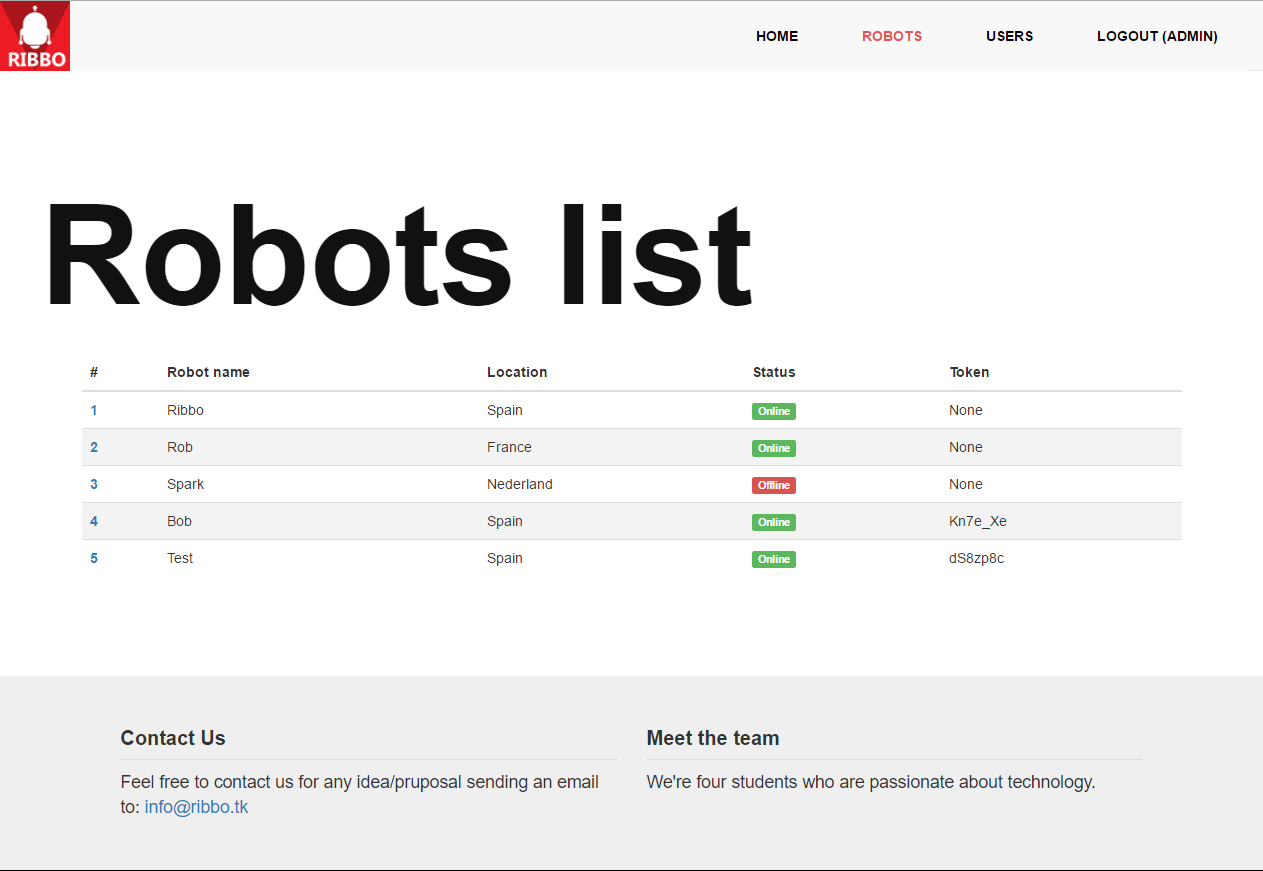 RIBBO
HOME ROBOTS USERS LOGOUT (ADMIN)
Robots list
# Robot name Location Status Token
1 Ribbo Spain Online None
2 Rob France Online None
3 Spark Nederland Offline None
4 Bob Spain Online Kn7e_Xe
5 Test Spain Online dS8zp8c
Contact Us
Feel free to contact us for any idea/pruposal sending an email
to: info@ribbo.tk
Meet the team
We're four students who are passionate about technology.